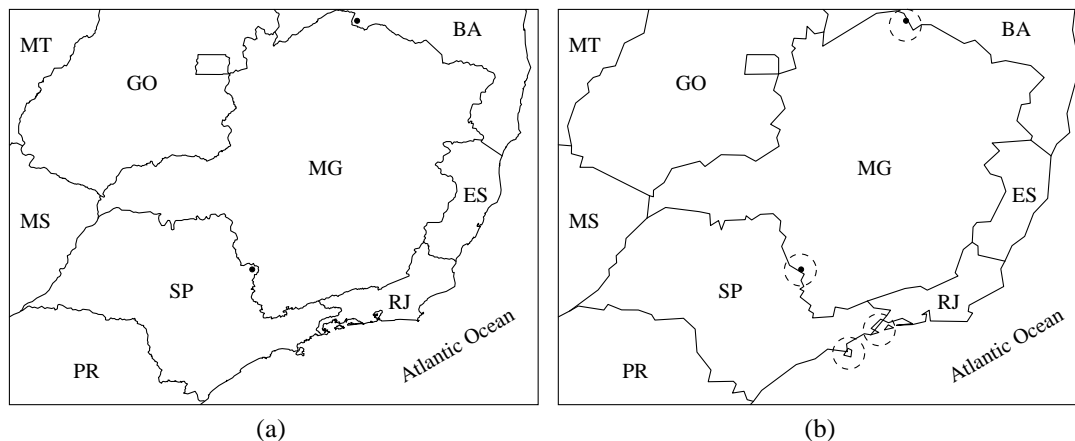 MT
BA
GO
MG
ES
MS
SP
RJ
PR
Atlantic Ocean
(a)
MT
BA
GO
MG
ES
MS
SP
RJ
PR
Atlantic Ocean
(b)